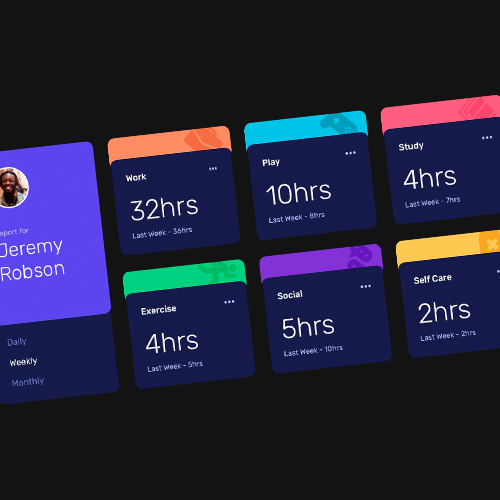 Report for
Jeremy
Robson
Daily
Weekly
Monthly
Work
32hrs
Last Week - 36hrs
Play
10hrs
Last Week - 8hrs
Study
4hrs
Last Week - 7hrs
Exercise
4hrs
Last Week - 5hrs
Social
5hrs
Last Week - 10hrs
Self Care
2hrs
Last Week - 2hrs